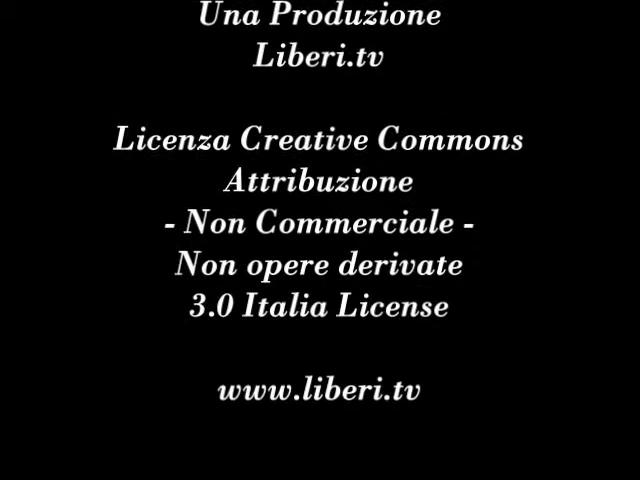 Una Produzione
Liberi.tv
Licenza Creative Commons
Attribuzione
- Non Commerciale -
Non opere derivate
3.0 Italia License
www.liberi.tv